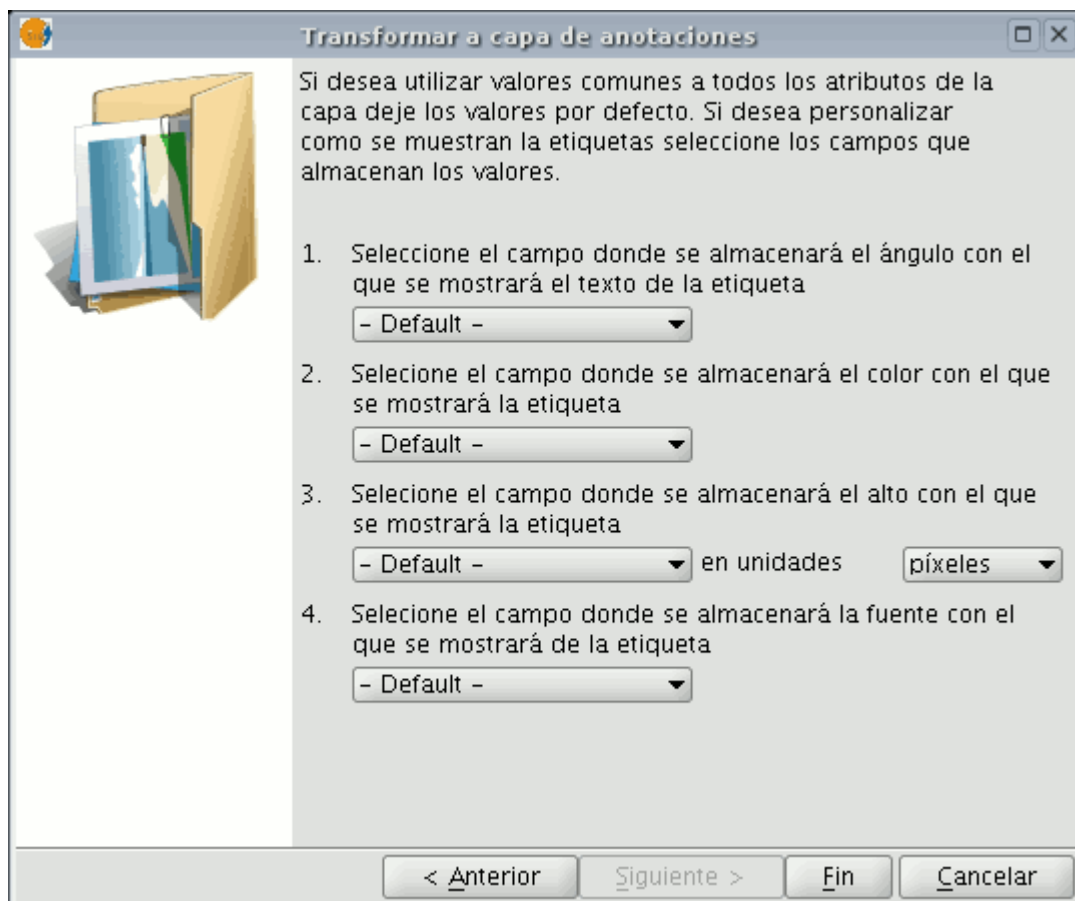 Transformar a capa de anotaciones
Si desea utilizar valores comunes a todos los atributos de la
capa deje los valores por defecto. Si desea personalizar
como se muestran la etiquetas seleccione los campos que
almacenan los valores.
1. Seleccione el campo donde se almacenará el ángulo con el
que se mostrará el texto de la etiqueta
– Default –
2. Selecione el campo donde se almacenará el color con el que
se mostrará la etiqueta
– Default –
3. Selecione el campo donde se almacenará el alto con el que
se mostrará la etiqueta
– Default – en unidades píxeles
4. Selecione el campo donde se almacenará la fuente con el
que se mostrará de la etiqueta
– Default –
< Anterior Siguiente > Fin Cancelar